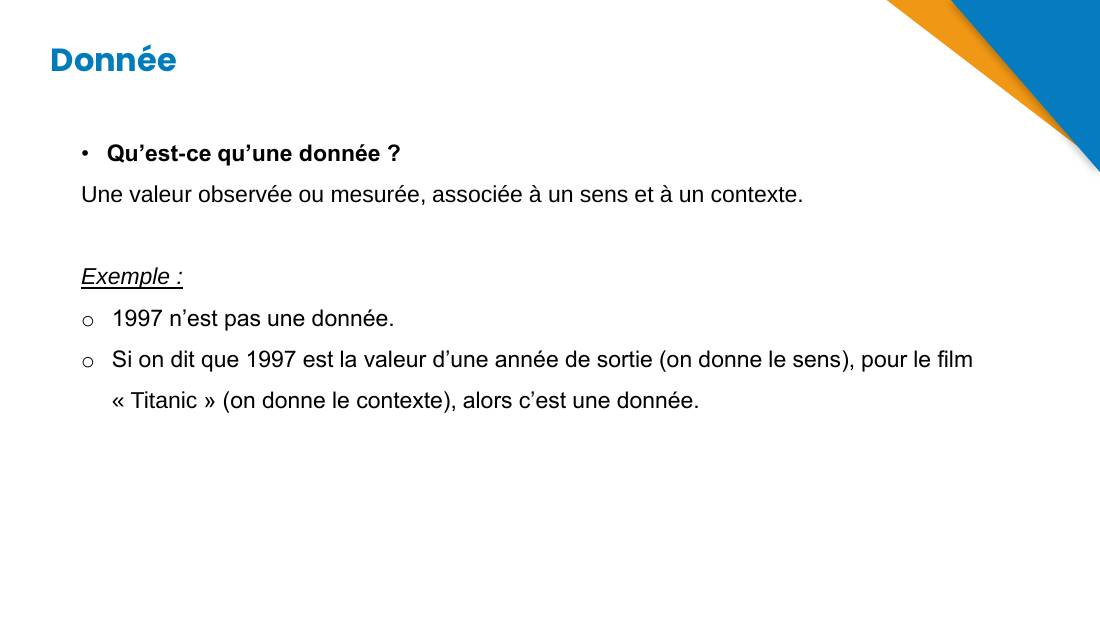 Donnée
• Qu’est-ce qu’une donnée ?
Une valeur observée ou mesurée, associée à un sens et à un contexte.
Exemple :
o 1997 n’est pas une donnée.
o Si on dit que 1997 est la valeur d’une année de sortie (on donne le sens), pour le film
« Titanic » (on donne le contexte), alors c’est une donnée.